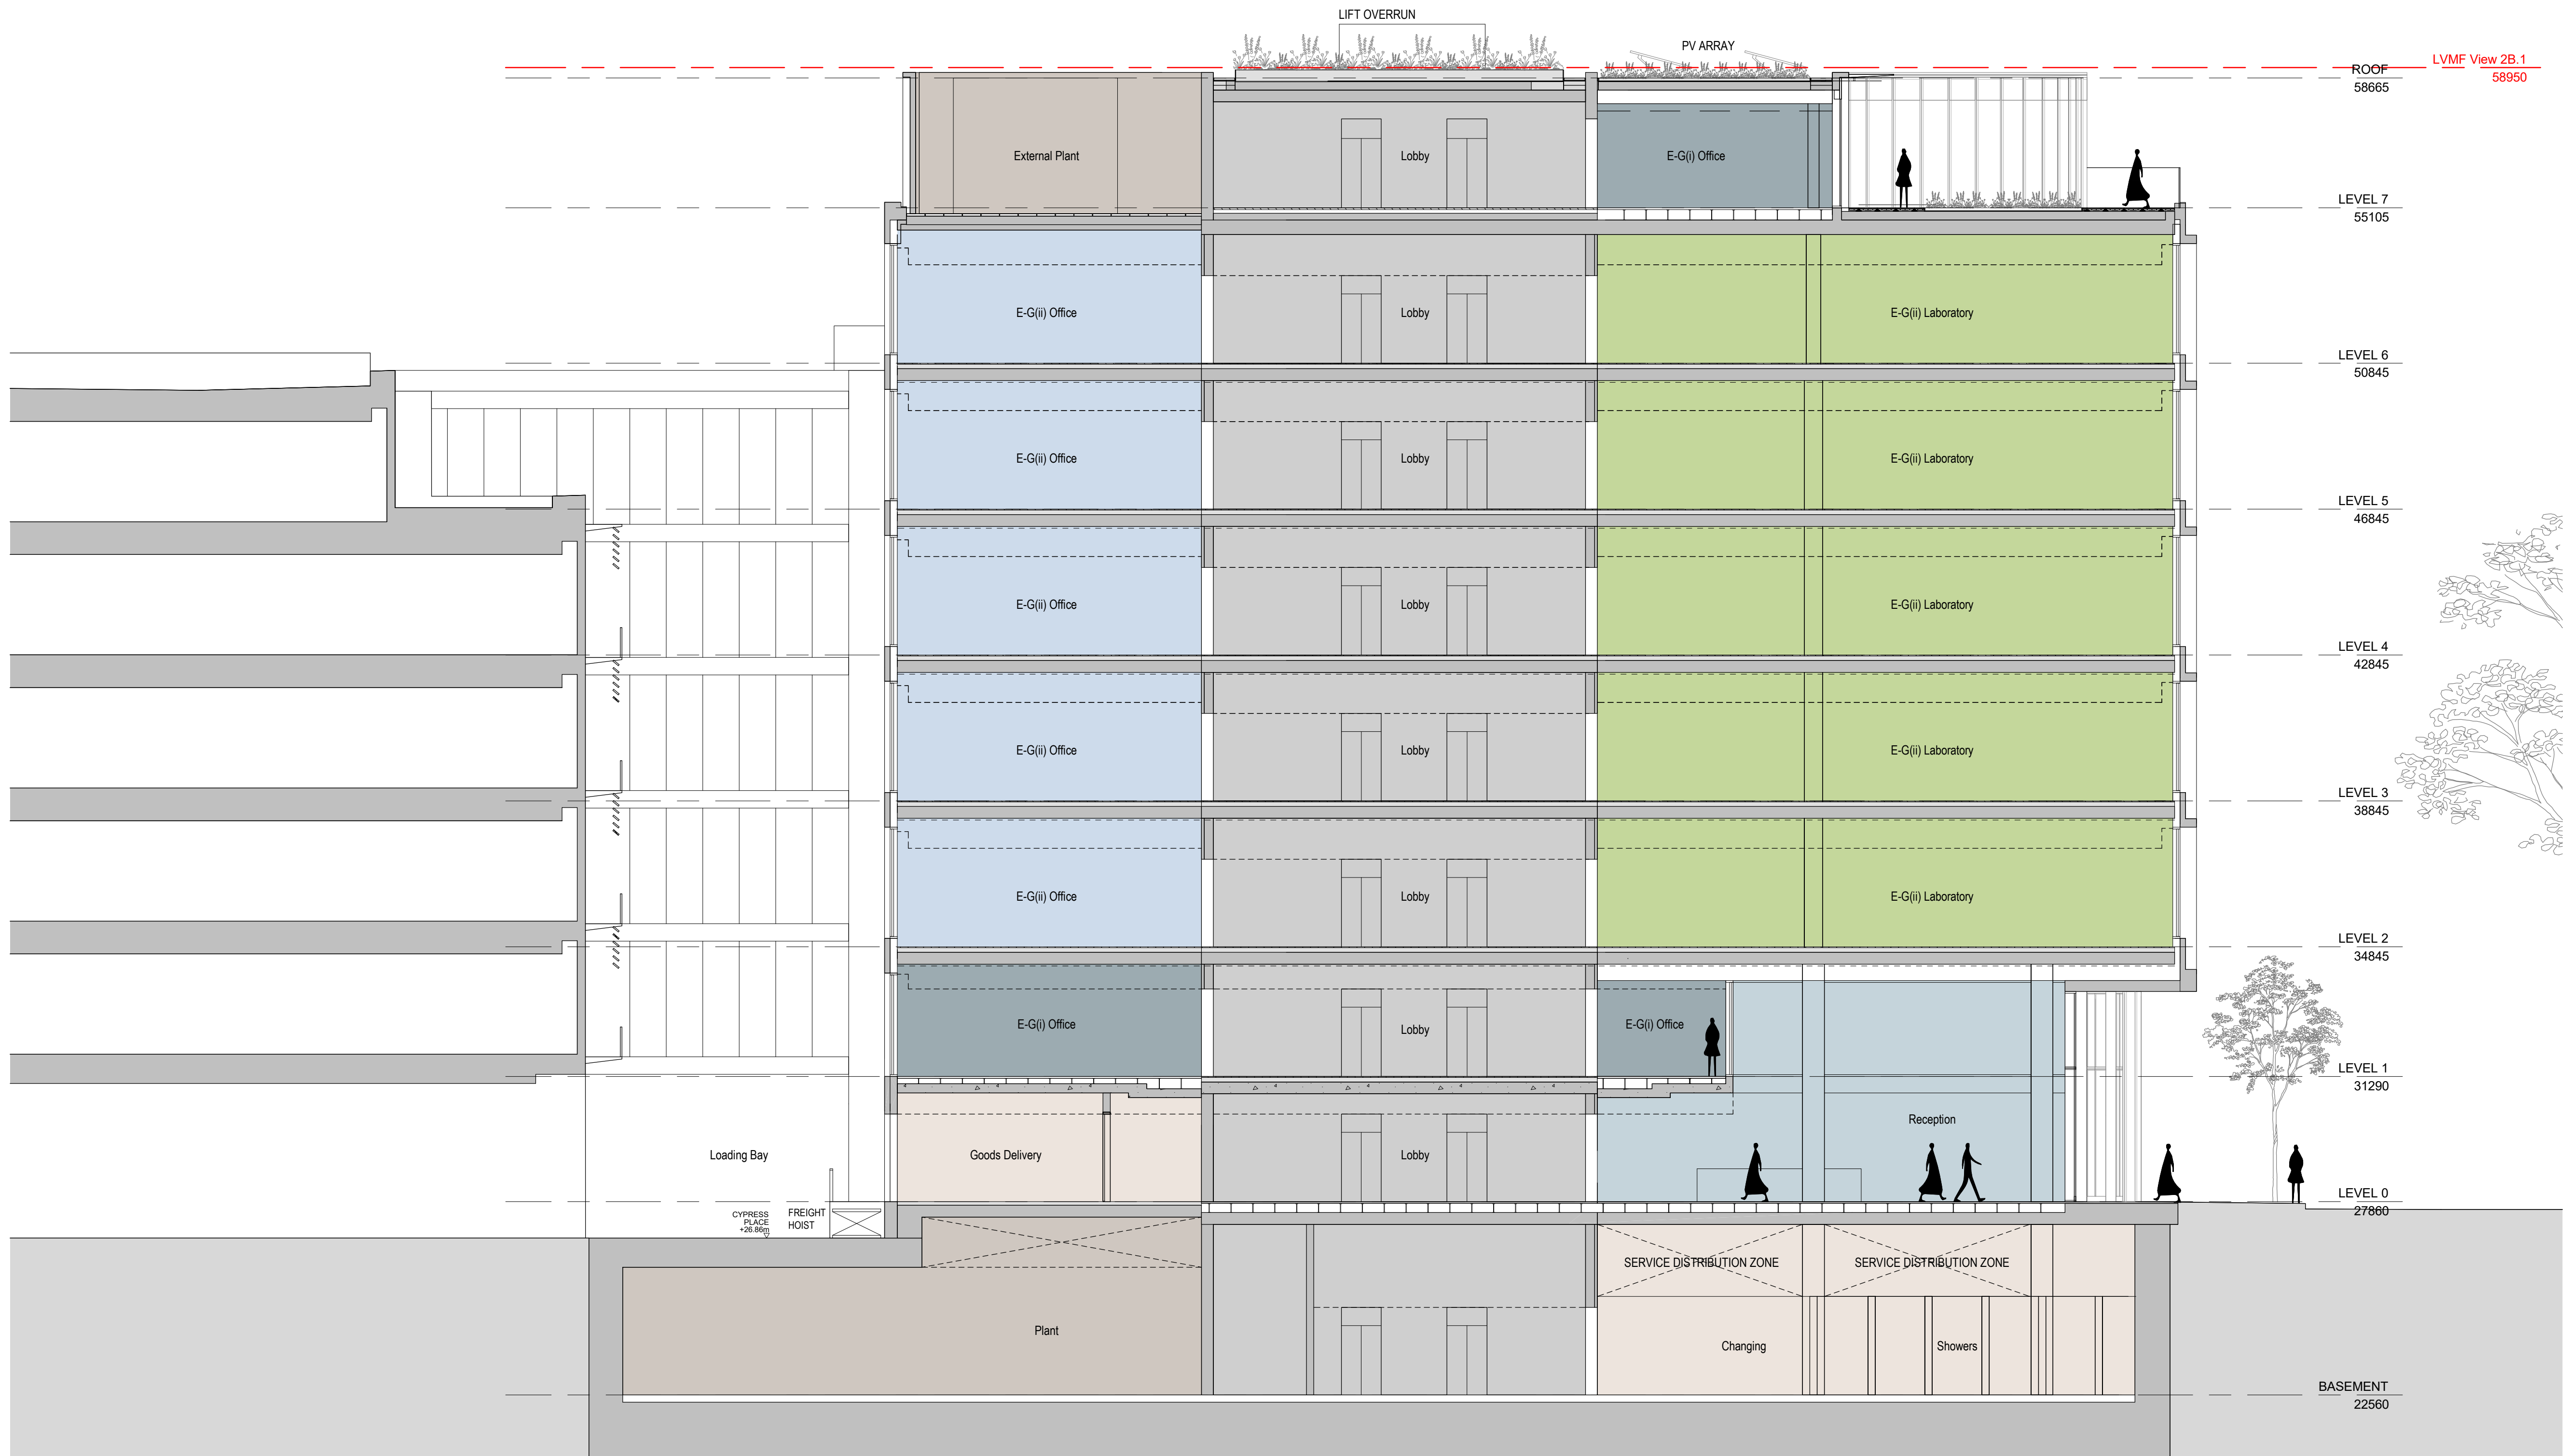 LIFT OVERRUN
PV ARRAY
LVMF View 2B.1
58950
ROOF
58665
External Plant
Lobby
E-G(i) Office
LEVEL 7
55105
E-G(ii) Office
Lobby
E-G(ii) Laboratory
LEVEL 6
50845
E-G(ii) Office
Lobby
E-G(ii) Laboratory
LEVEL 5
46845
E-G(ii) Office
Lobby
E-G(ii) Laboratory
LEVEL 4
42845
E-G(ii) Office
Lobby
E-G(ii) Laboratory
LEVEL 3
38845
E-G(ii) Office
Lobby
E-G(ii) Laboratory
LEVEL 2
34845
E-G(i) Office
Lobby
E-G(i) Office
LEVEL 1
31290
Loading Bay
Goods Delivery
Lobby
Reception
LEVEL 0
27860
CYPRESS
PLACE
+26.86m
FREIGHT
HOIST
SERVICE DISTRIBUTION ZONE
SERVICE DISTRIBUTION ZONE
Plant
Changing
Showers
BASEMENT
22560